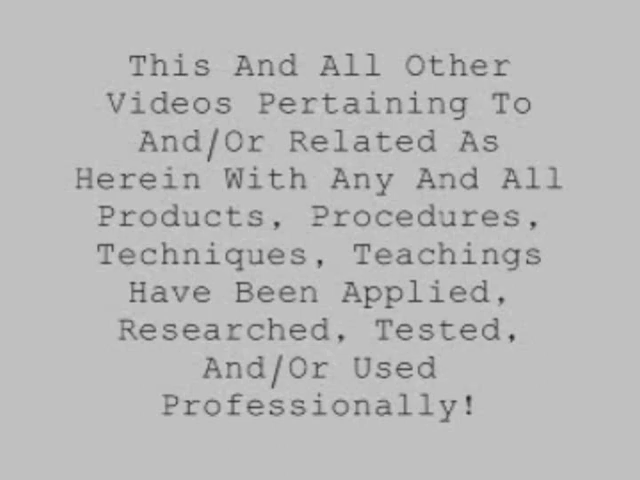 This And All Other
Videos Pertaining To
And/Or Related As
Herein With Any And All
Products, Procedures,
Techniques, Teachings
Have Been Applied,
Researched, Tested,
And/Or Used
Professionally!